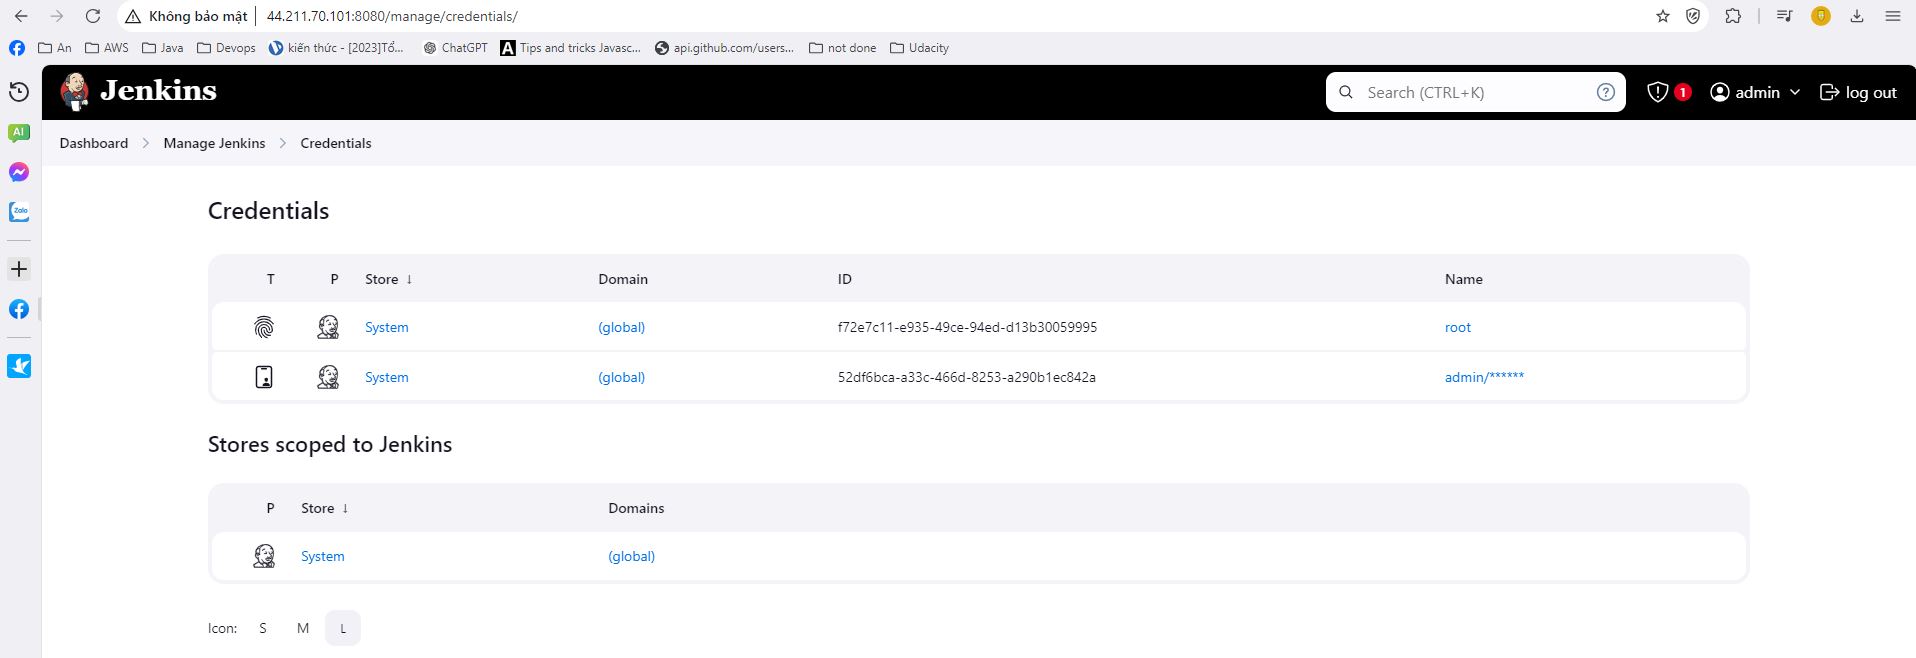 Không bảo mật 44.211.70.101:8080/manage/credentials/
An AWS Java Devops kiến thức - [2023]Tổ... ChatGPT Tips and tricks Javasc... api.github.com/users... not done Udacity
Jenkins Search (CTRL+K) ? 1 admin log out
AI
Dashboard Manage Jenkins Credentials
Zalo
Credentials
T P Store ↓ Domain ID Name
System (global) f72e7c11-e935-49ce-94ed-d13b30059995 root
System (global) 52df6bca-a33c-466d-8253-a290b1ec842a admin/******
Stores scoped to Jenkins
P Store ↓ Domains
System (global)
Icon: S M L